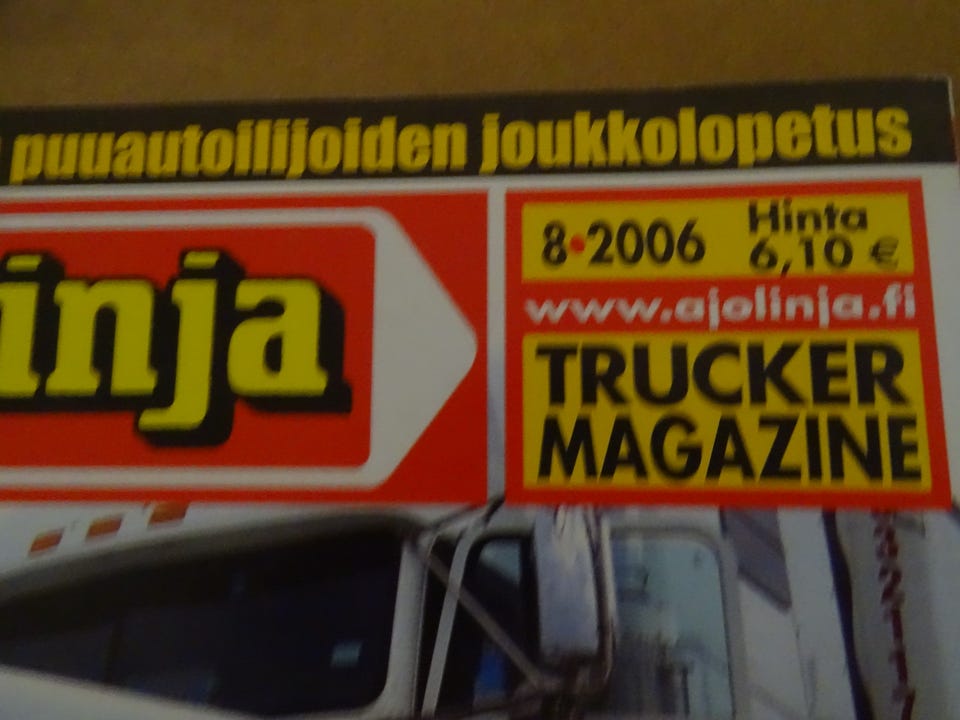 puuautoilijoiden joukkolopetus
inja
8•2006
Hinta
6,10 €
www.ajolinja.fi
TRUCKER
MAGAZINE